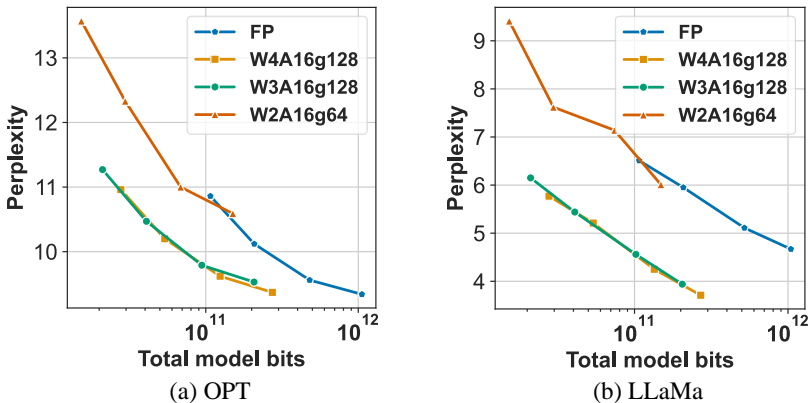 13
12
11
10
Perplexity
FP
W4A16g128
W3A16g128
W2A16g64
10^11
10^12
Total model bits
(a) OPT
9
8
7
6
5
4
Perplexity
FP
W4A16g128
W3A16g128
W2A16g64
10^11
10^12
Total model bits
(b) LLaMa